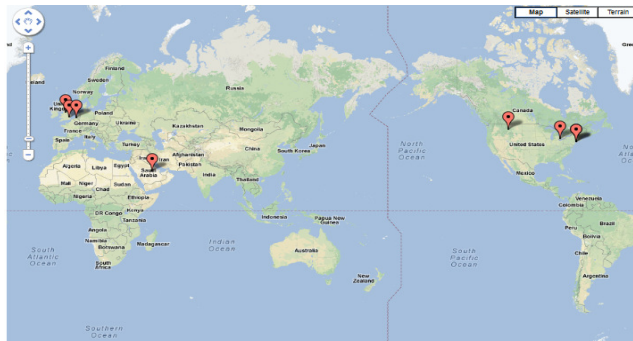 Map Satellite Terrain
Finland
Sweden
Norway
Russia
Canada
United Kingdom
Poland
Germany
Ukraine
France
Kazakhstan
Mongolia
Spain
Turkey
North Pacific Ocean
United States
Japan
China
South Korea
Afghanistan
Iran
Pakistan
Algeria
Libya
Egypt
Saudi Arabia
Mexico
India
Mali
Niger
Chad
Sudan
Thailand
Nigeria
Ethiopia
Venezuela
Colombia
Kenya
DR Congo
Tanzania
Indonesia
Papua New Guinea
Brazil
Peru
Angola
Bolivia
Namibia
Madagascar
Botswana
Indian Ocean
Australia
South Atlantic Ocean
South Pacific Ocean
Chile
South Africa
Argentina
New Zealand
Southern Ocean